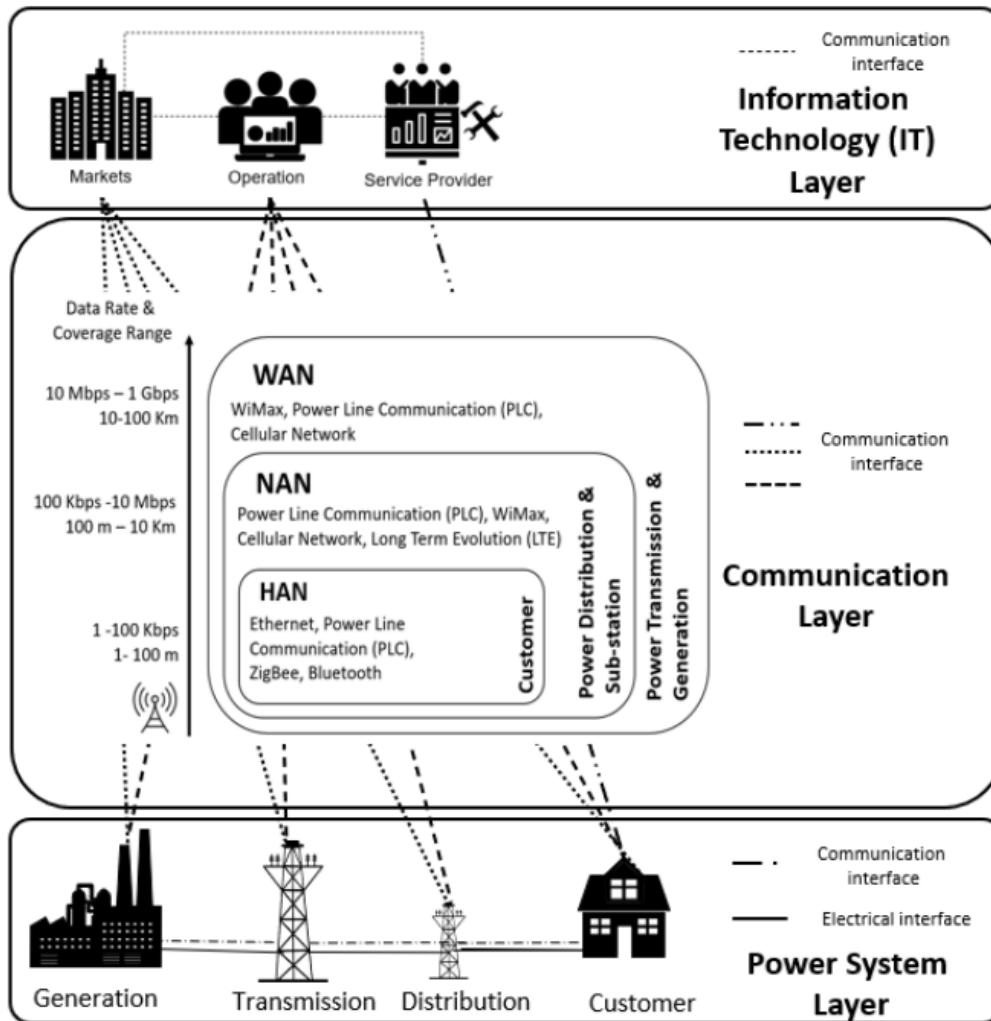 Communication
interface
Information
Technology (IT)
Layer
Markets
Operation
Service Provider
Data Rate &
Coverage Range
10 Mbps – 1 Gbps
10-100 Km
100 Kbps -10 Mbps
100 m – 10 Km
1 -100 Kbps
1- 100 m
WAN
WiMax, Power Line Communication (PLC),
Cellular Network
NAN
Power Line Communication (PLC), WiMax,
Cellular Network, Long Term Evolution (LTE)
HAN
Ethernet, Power Line
Communication (PLC),
ZigBee, Bluetooth
Customer
Power Distribution &
Sub-station
Power Transmission &
Generation
Communication
interface
Communication
Layer
Communication
interface
Electrical interface
Power System
Layer
Generation
Transmission
Distribution
Customer